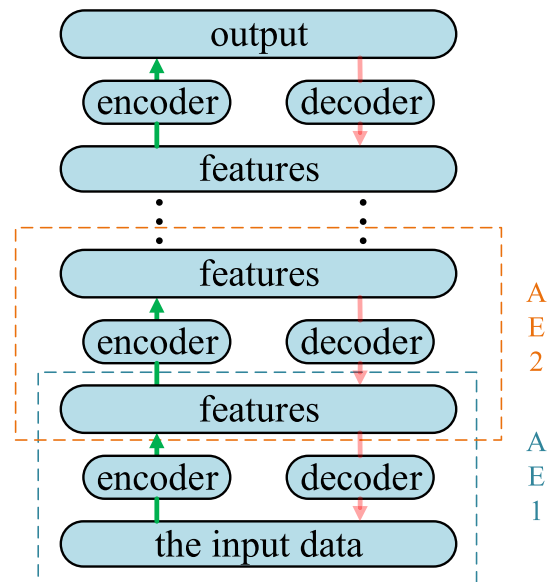 output
encoder decoder
features
features
encoder decoder
features
encoder decoder
the input data
A
E
2
A
E
1